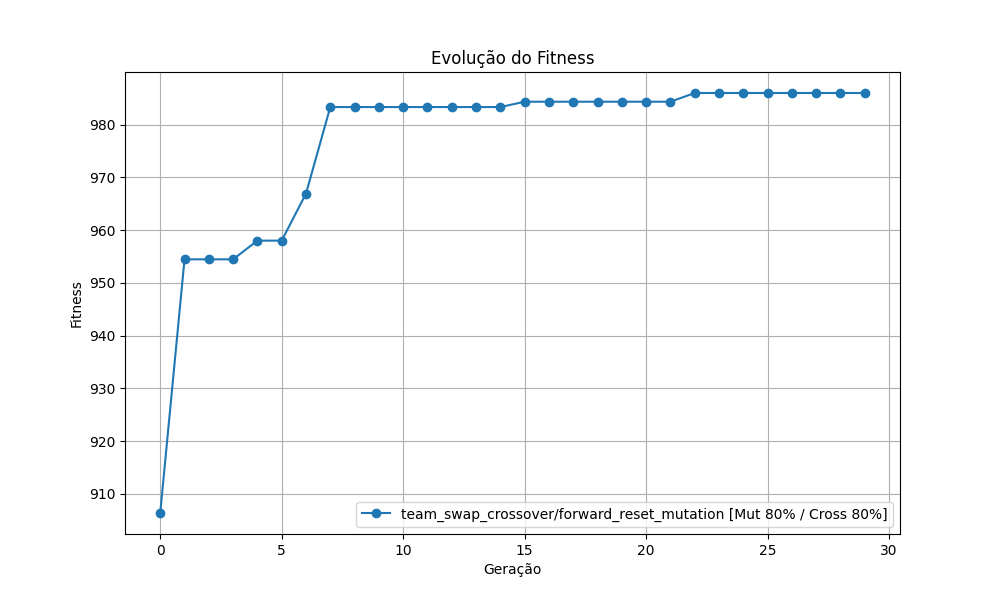 Evolução do Fitness
Fitness
980
970
960
950
940
930
920
910
team_swap_crossover/forward_reset_mutation [Mut 80% / Cross 80%]
0 5 10 15 20 25 30
Geração